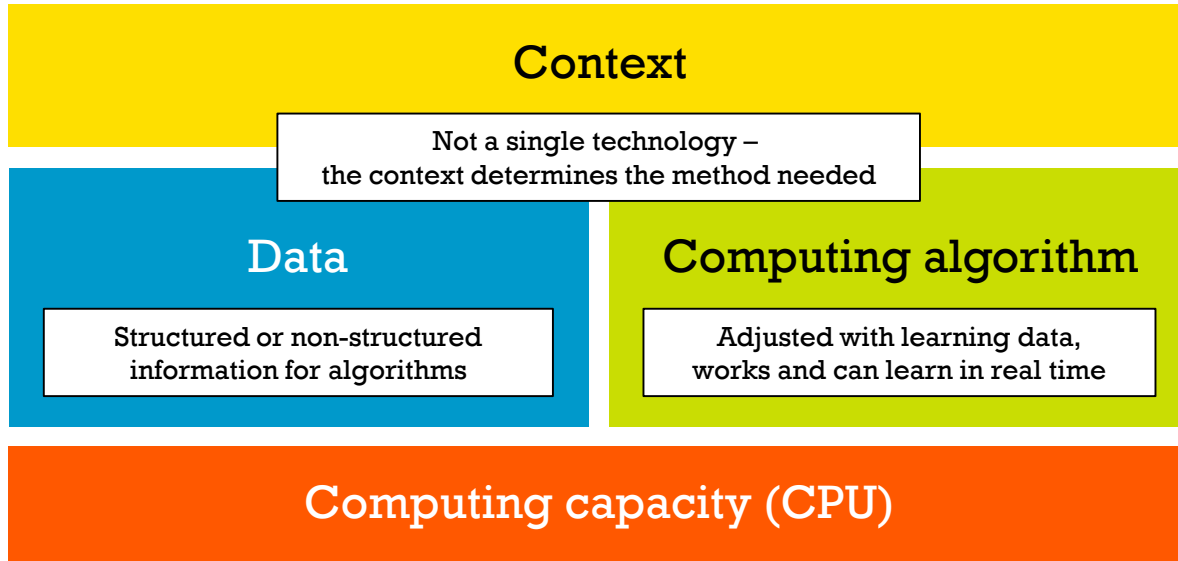 Context
Not a single technology –
the context determines the method needed
Data
Structured or non-structured
information for algorithms
Computing algorithm
Adjusted with learning data,
works and can learn in real time
Computing capacity (CPU)